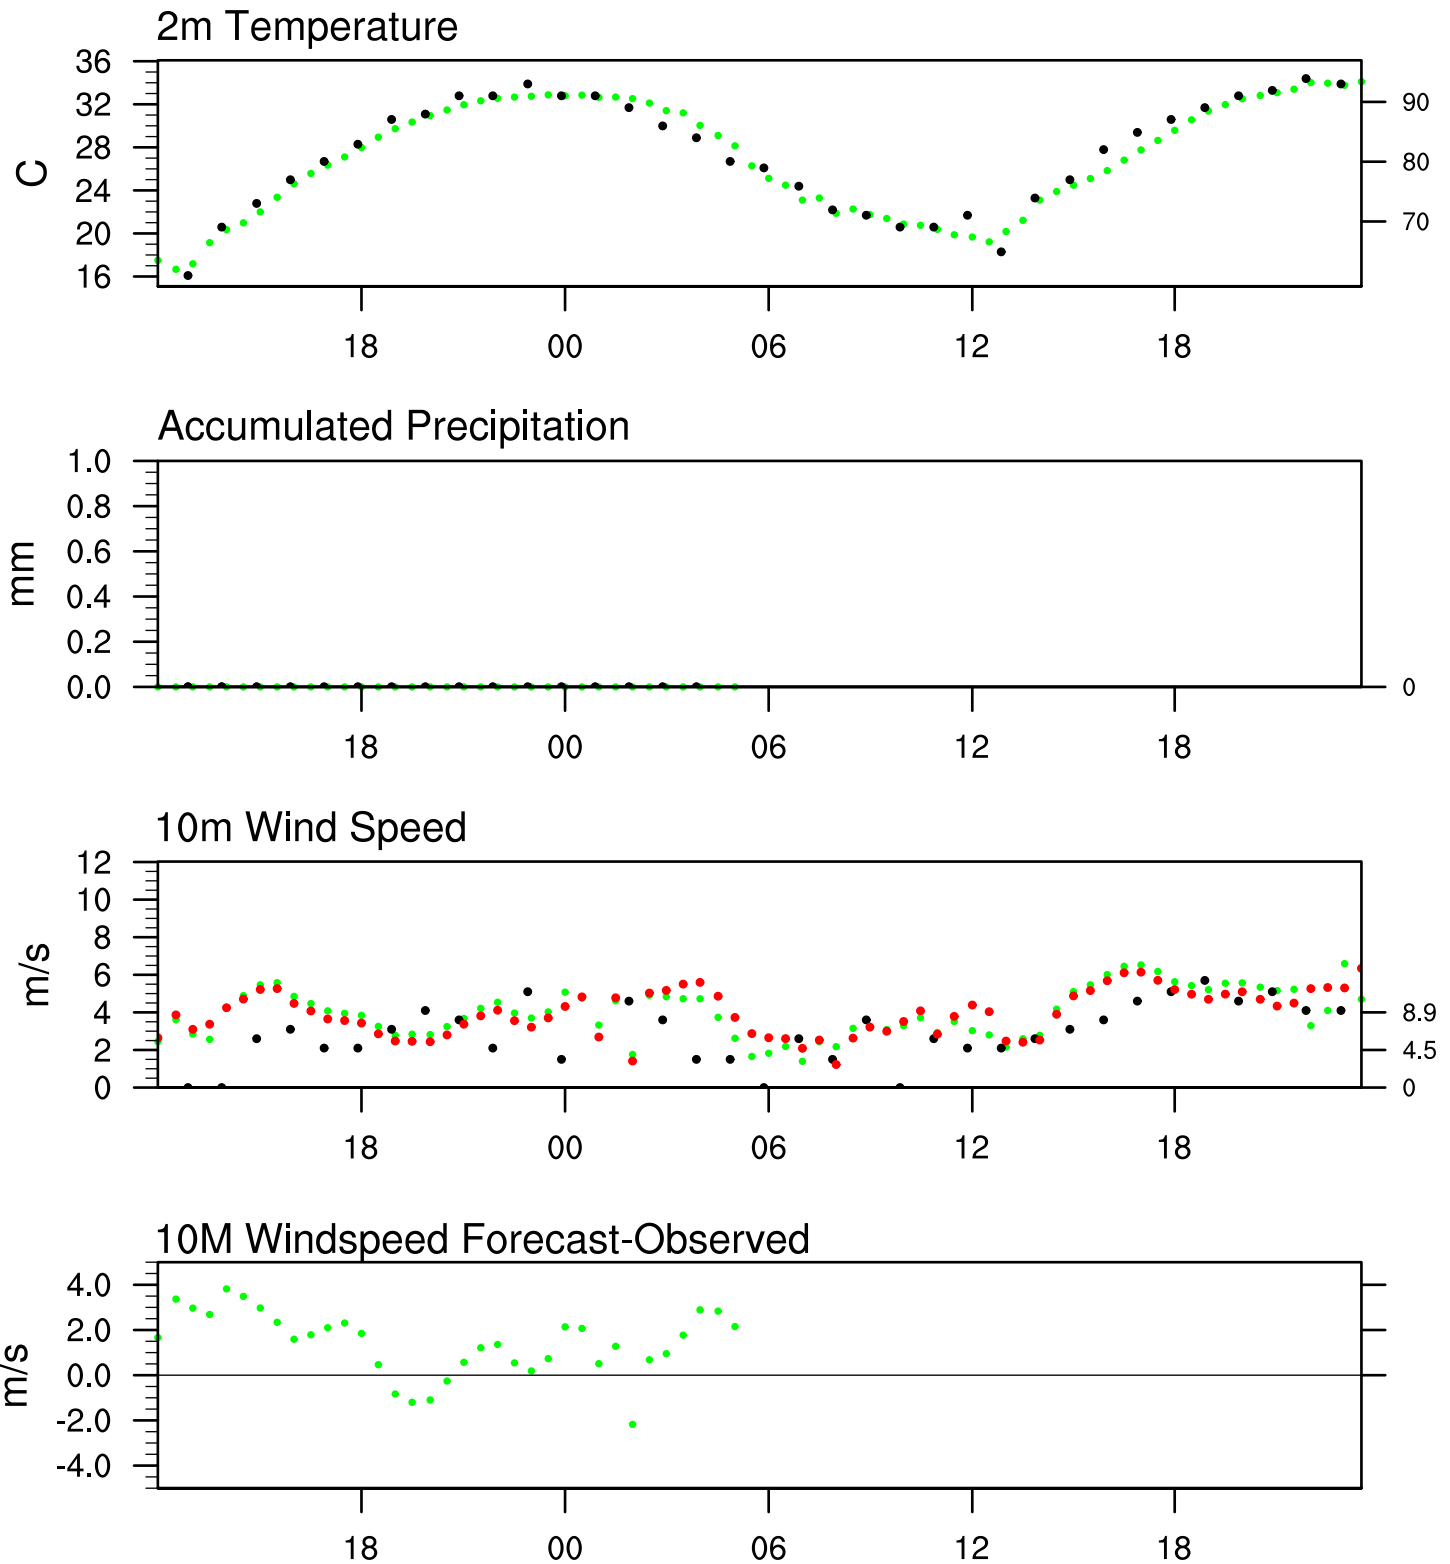 2m Temperature
36
32
28
24
20
16
C
90
80
70
18 00 06 12 18
Accumulated Precipitation
1.0
0.8
0.6
0.4
0.2
0.0
mm
0
18 00 06 12 18
10m Wind Speed
12
10
8
6
4
2
0
m/s
8.9
4.5
0
18 00 06 12 18
10M Windspeed Forecast-Observed
4.0
2.0
0.0
-2.0
-4.0
m/s
18 00 06 12 18